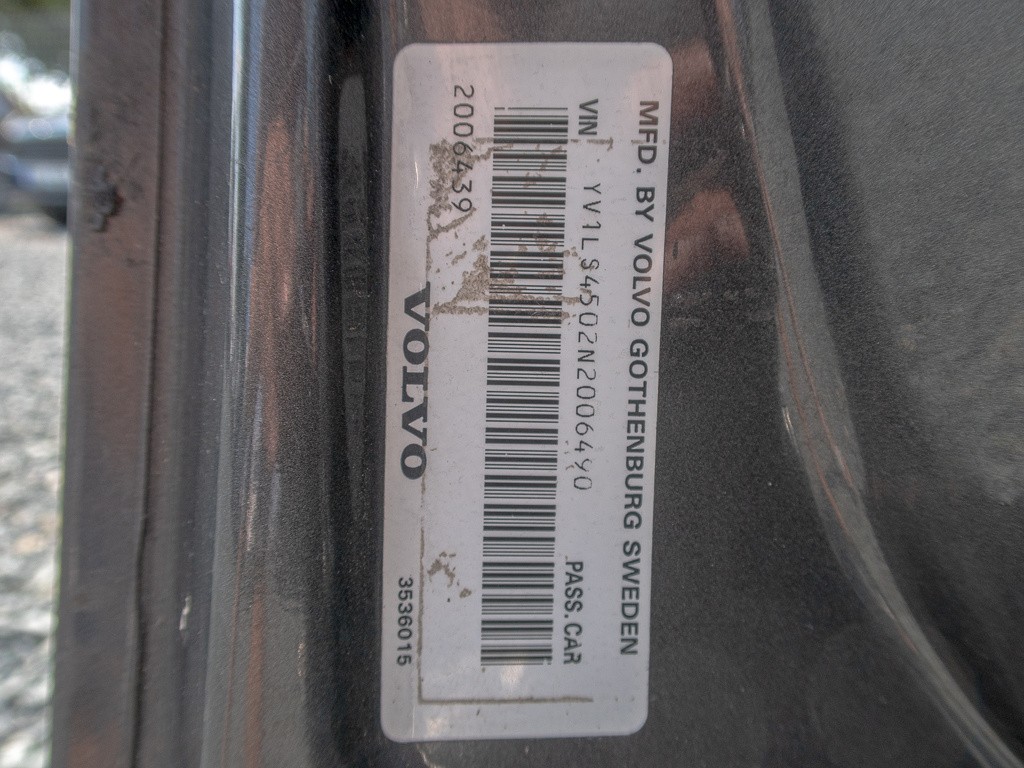 MFD. BY VOLVO GOTHENBURG SWEDEN
VIN YV1LS4502N2006490 PASS.CAR
2006439
VOLVO
3536015